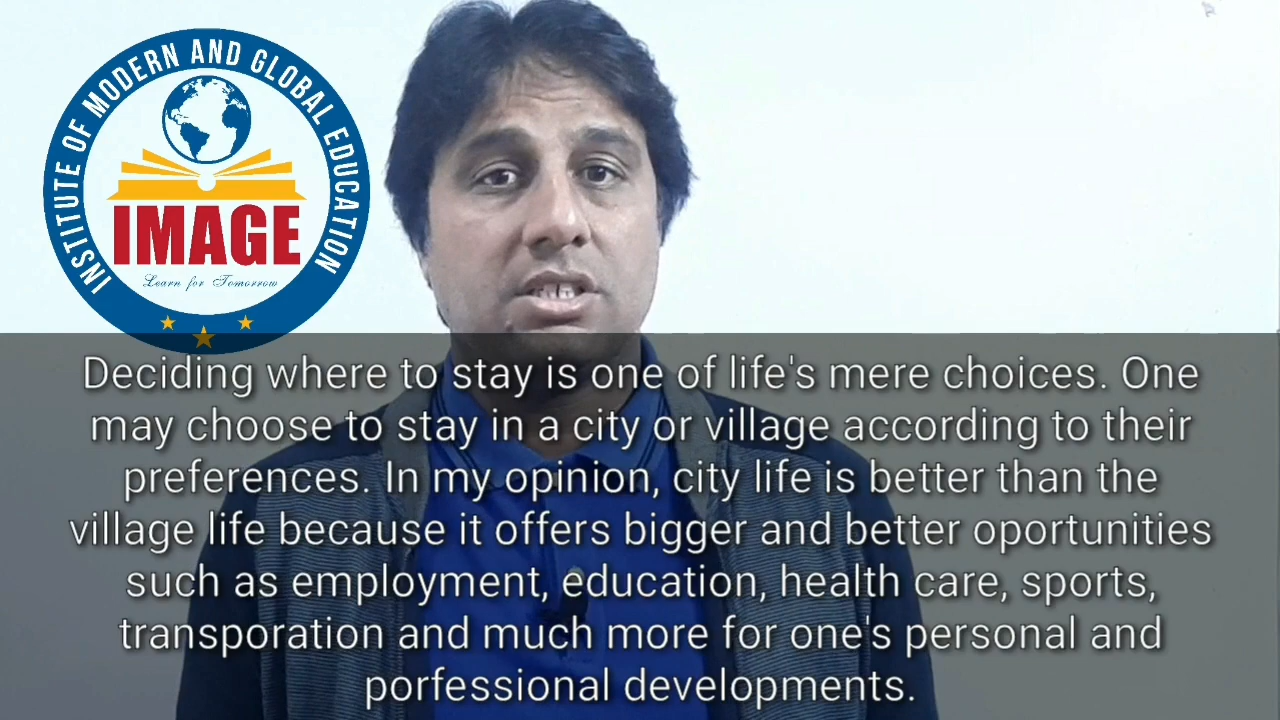 INSTITUTE OF MODERN AND GLOBAL EDUCATION
IMAGE
Learn for Tomorrow
Deciding where to stay is one of life's mere choices. One
may choose to stay in a city or village according to their
preferences. In my opinion, city life is better than the
village life because it offers bigger and better oportunities
such as employment, education, health care, sports,
transporation and much more for one's personal and
porfessional developments.